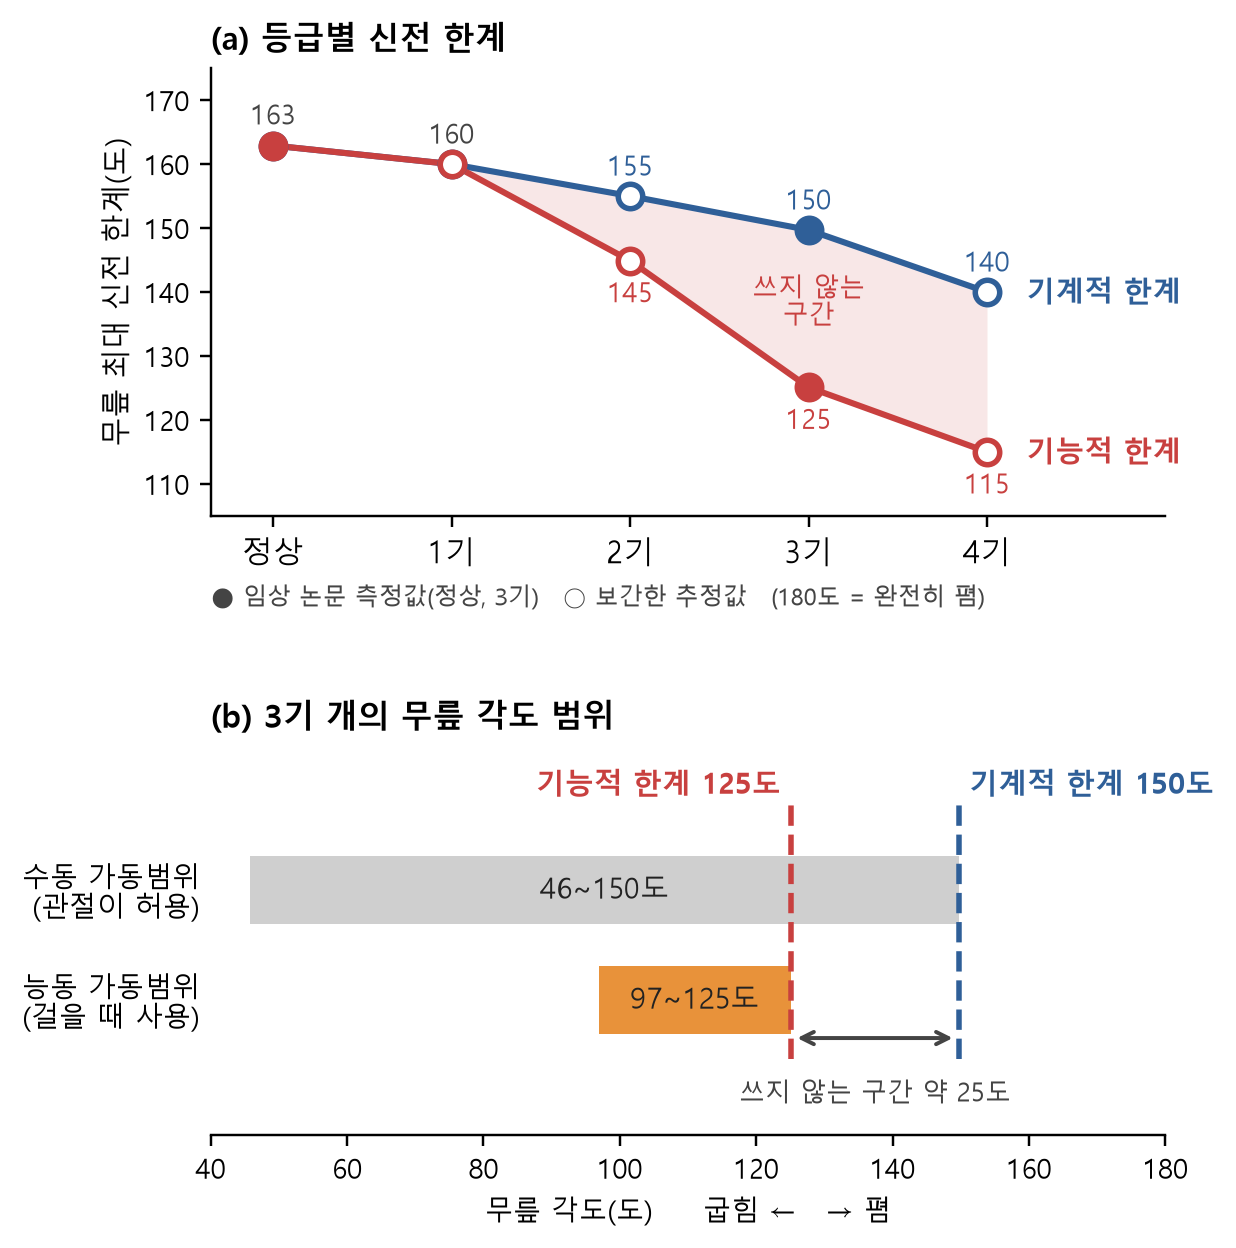 (a) 등급별 신전 한계
무릎 최대 신전 한계(도)
170
160
150
140
130
120
110
163
160
155
150
140
145
125
115
쓰지 않는
구간
기계적 한계
기능적 한계
정상
1기
2기
3기
4기
임상 논문 측정값(정상, 3기)
보간한 추정값
(180도 = 완전히 폄)
(b) 3기 개의 무릎 각도 범위
기능적 한계 125도
기계적 한계 150도
수동 가동범위
(관절이 허용)
46~150도
능동 가동범위
(걸을 때 사용)
97~125도
쓰지 않는 구간 약 25도
40
60
80
100
120
140
160
180
무릎 각도(도)
굽힘 ←
→ 폄